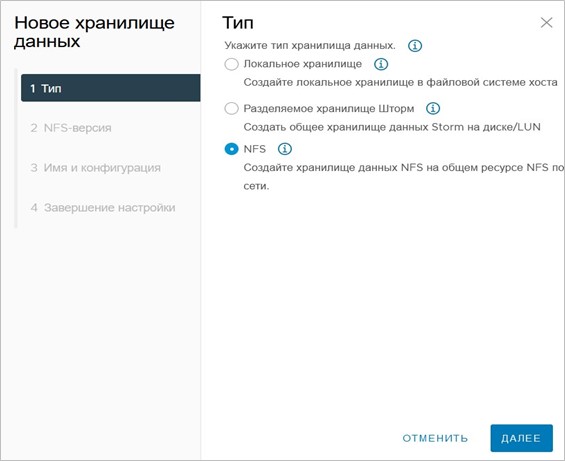 Новое хранилище
данных
1 Тип
2 NFS-версия
3 Имя и конфигурация
4 Завершение настройки
Тип
Укажите тип хранилища данных.
Локальное хранилище
Создайте локальное хранилище в файловой системе хоста
Разделяемое хранилище Шторм
Создать общее хранилище данных Storm на диске/LUN
NFS
Создайте хранилище данных NFS на общем ресурсе NFS по
сети.
ОТМЕНИТЬ
ДАЛЕЕ